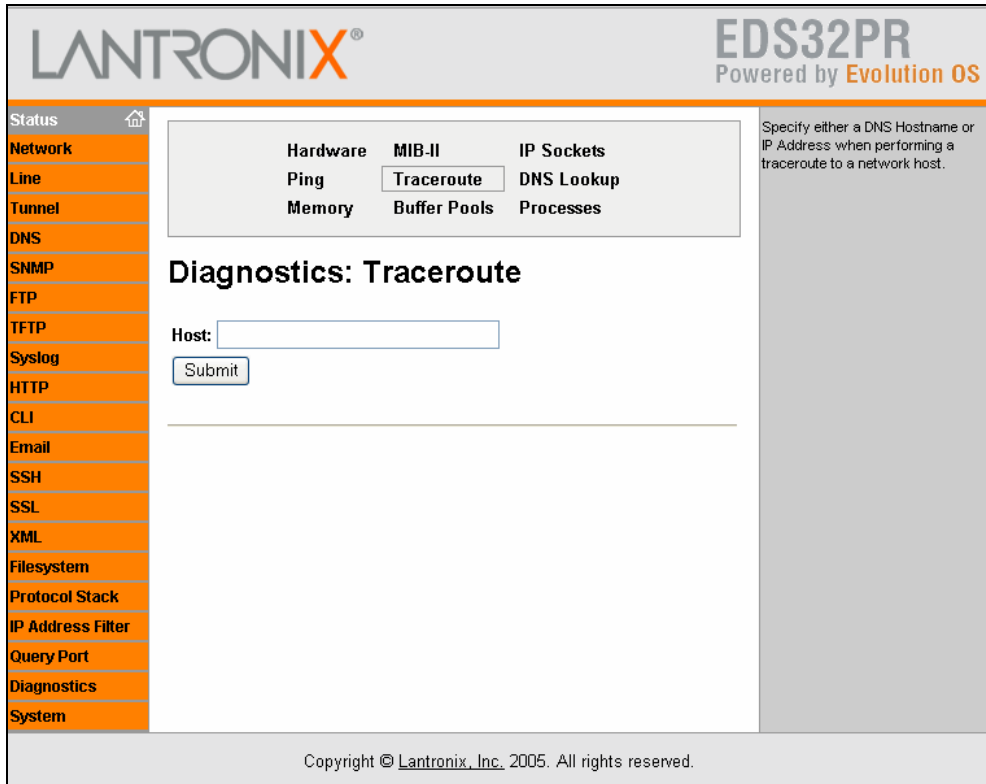 LANTRONIX®
EDS32PR
Powered by Evolution OS
Status
Network
Line
Tunnel
DNS
SNMP
FTP
TFTP
Syslog
HTTP
CLI
Email
SSH
SSL
XML
Filesystem
Protocol Stack
IP Address Filter
Query Port
Diagnostics
System
Hardware MIB-II IP Sockets
Ping Traceroute DNS Lookup
Memory Buffer Pools Processes
Diagnostics: Traceroute
Host:
Submit
Specify either a DNS Hostname or
IP Address when performing a
traceroute to a network host.
Copyright © Lantronix, Inc. 2005. All rights reserved.